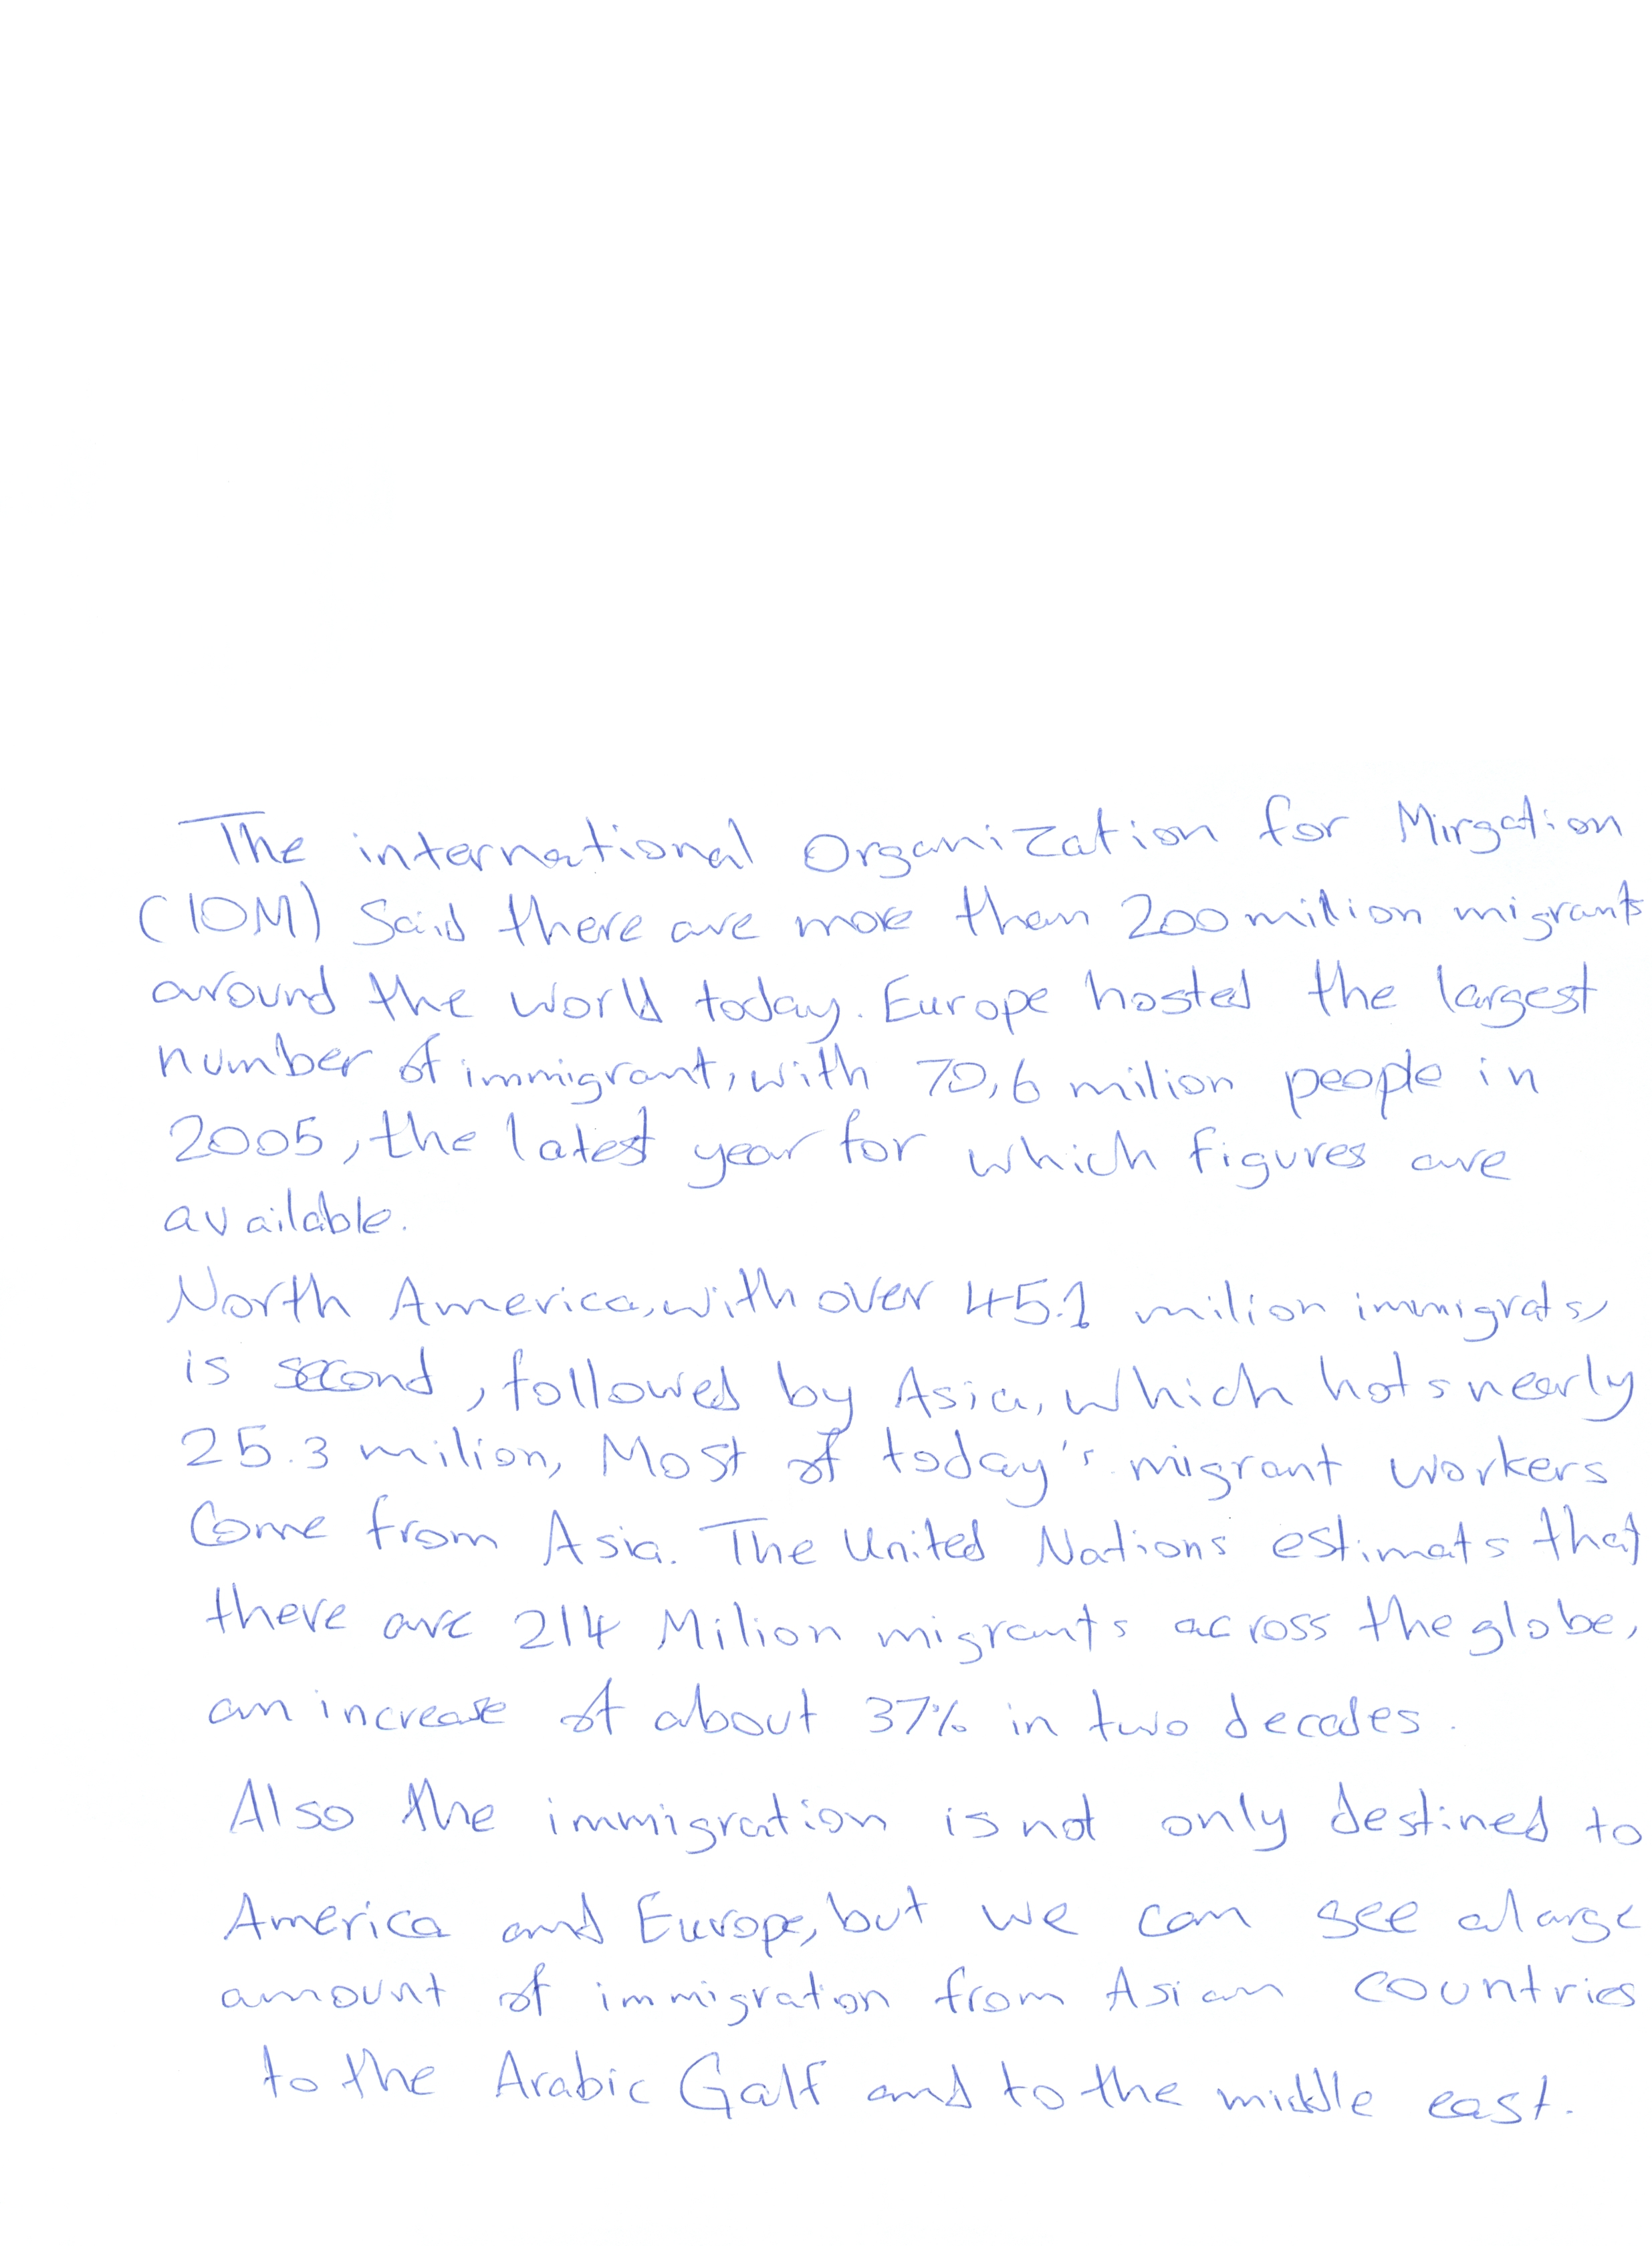 The international Organization for Mirgation
(IOM) Said there are more than 200 milion migrants
around the world today. Europe hosted the largest
number of immigrant, with 70,6 milion people in
2005, the latest year for which figures are
available.
North America, with over 45.1 milion immigrats,
is second, followed by Asia, which hots nearly
25.3 milion, Most of today's migrant workers
Come from Asia. The United Nations estimats that
there are 214 Milion migrants across the globe,
an increase of about 37% in two decades.
Also the immigration is not only destined to
America and Europe, but we can see a large
amount of immigration from Asian countries
to the Arabic Galf and to the middle east.